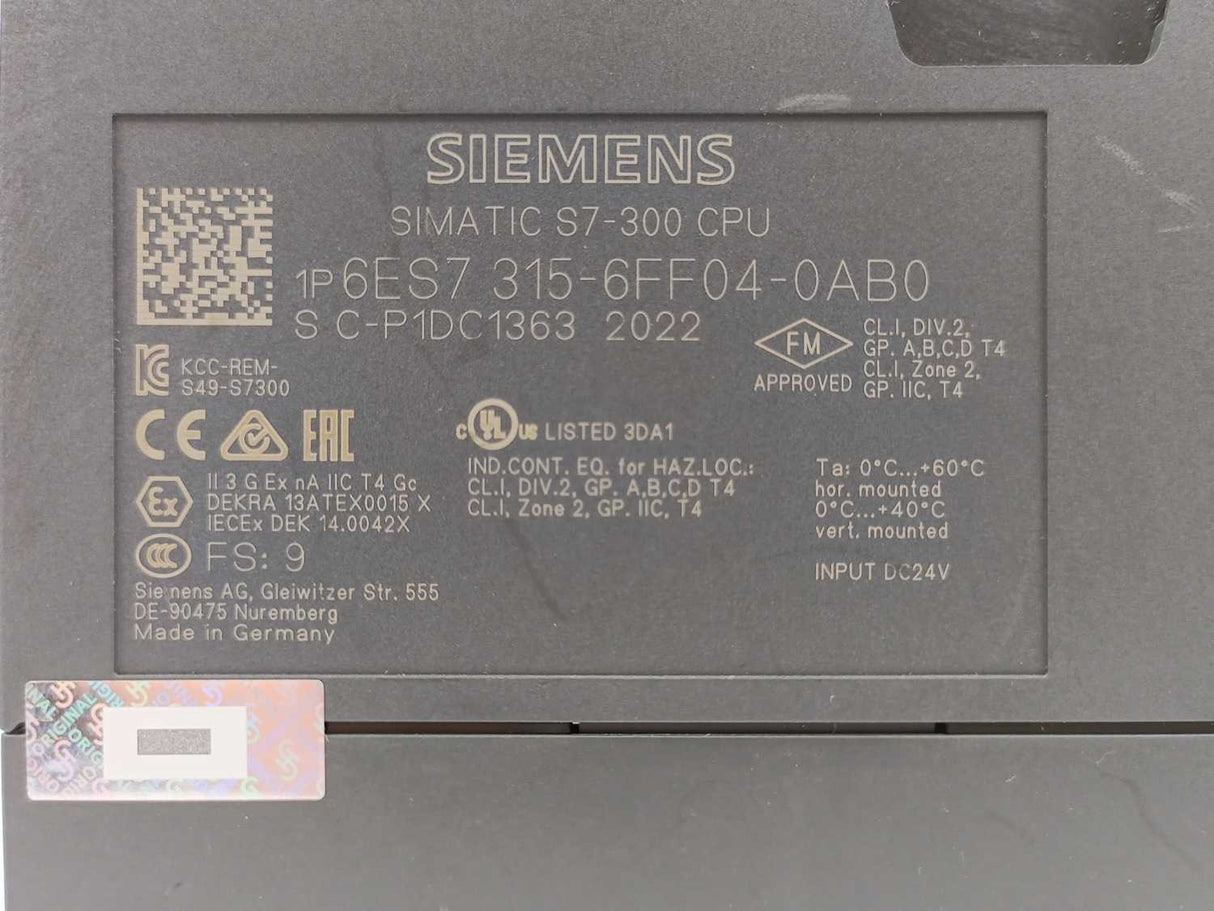 SIEMENS
SIMATIC S7-300 CPU
1P 6ES7 315-6FF04-0AB0
S C-P1DC1363 2022
KCC-REM-
S49-S7300
FM
APPROVED
CL.I, DIV.2,
GP. A,B,C,D T4
CL.I, Zone 2,
GP. IIC, T4
CE EAC
c UL us LISTED 3DA1
IND.CONT. EQ. for HAZ.LOC.:
CL.I, DIV.2, GP. A,B,C,D T4
CL.I, Zone 2, GP. IIC, T4
Ta: 0°C...+60°C
hor. mounted
0°C...+40°C
vert. mounted
INPUT DC24V
Ex
II 3 G Ex nA IIC T4 Gc
DEKRA 13ATEX0015 X
IECEx DEK 14.0042X
CCC FS: 9
Siemens AG, Gleiwitzer Str. 555
DE-90475 Nuremberg
Made in Germany
ORIGINAL